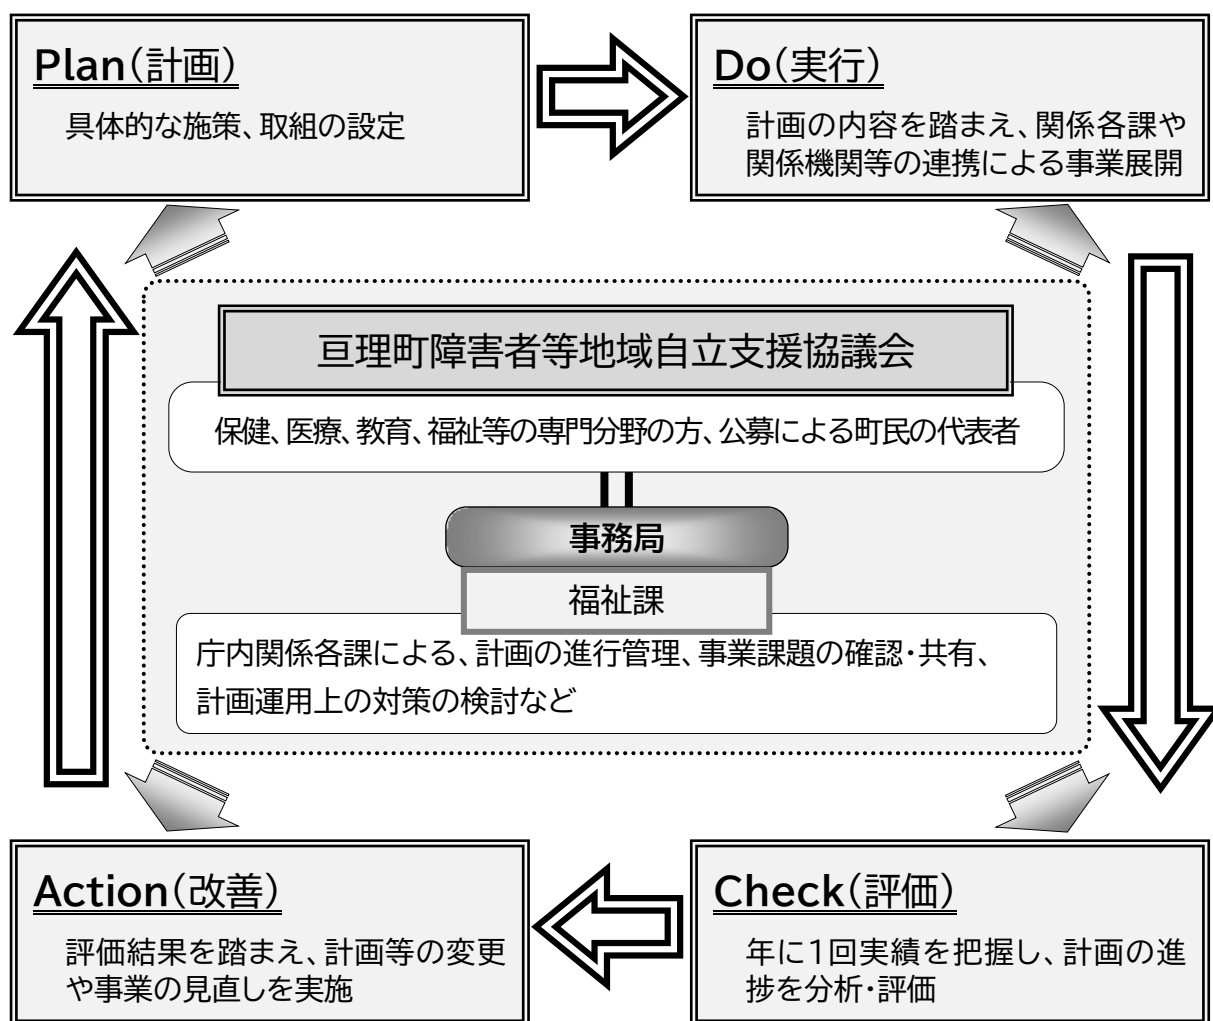 Plan(計画)
具体的な施策、取組の設定
Do(実行)
計画の内容を踏まえ、関係各課や
関係機関等の連携による事業展開
亘理町障害者等地域自立支援協議会
保健、医療、教育、福祉等の専門分野の方、公募による町民の代表者
事務局
福祉課
庁内関係各課による、計画の進行管理、事業課題の確認・共有、
計画運用上の対策の検討など
Action(改善)
評価結果を踏まえ、計画等の変更
や事業の見直しを実施
Check(評価)
年に1回実績を把握し、計画の進
捗を分析・評価